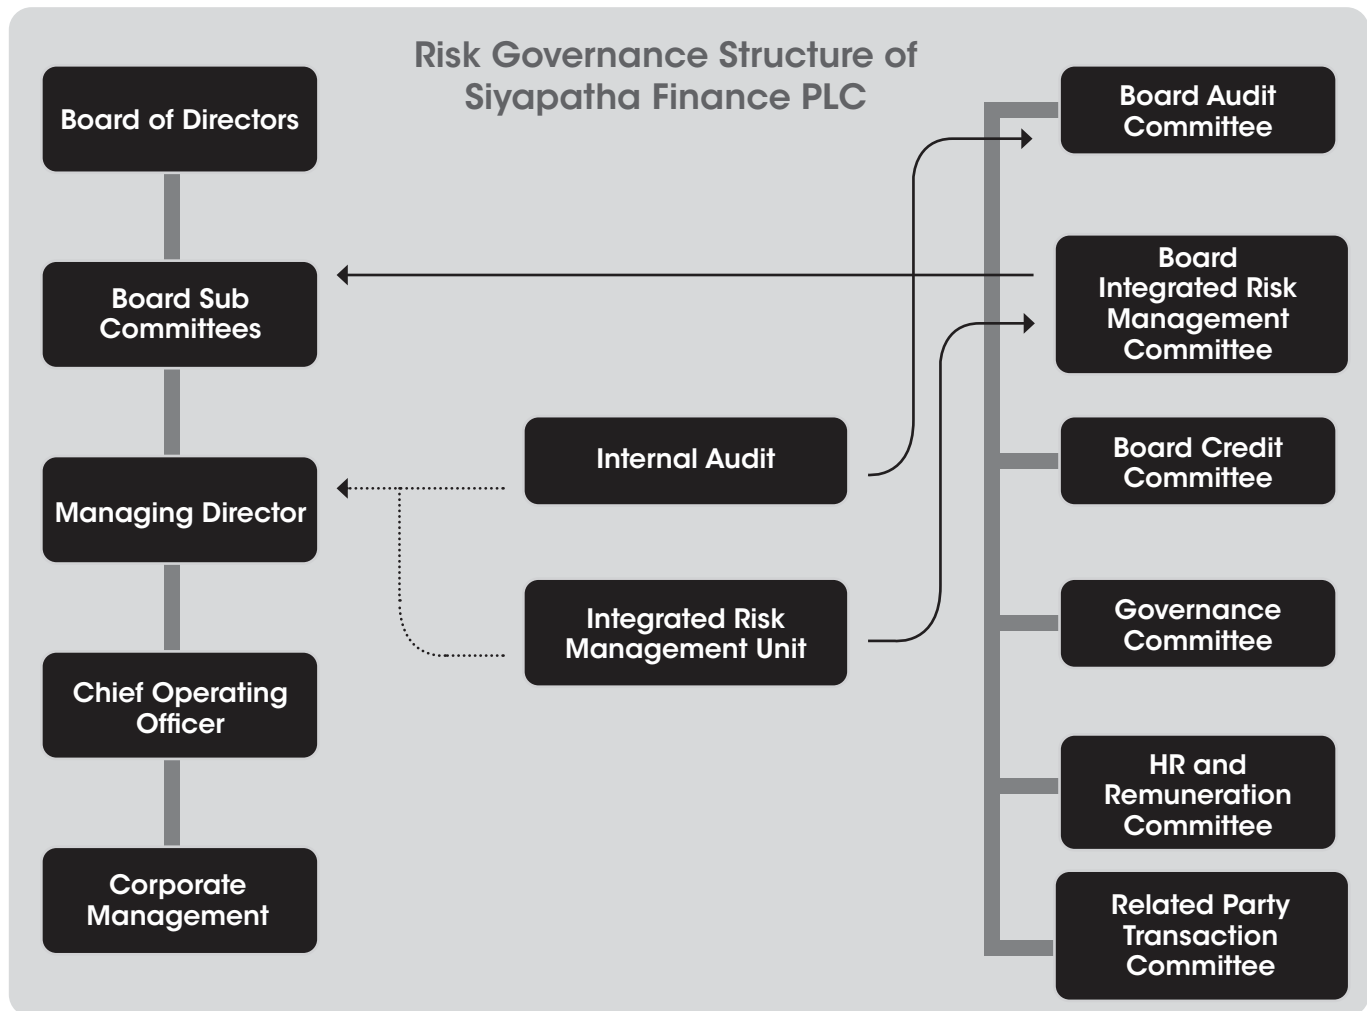 Risk Governance Structure of
Siyapatha Finance PLC
Board of Directors
Board Sub
Committees
Managing Director
Chief Operating
Officer
Corporate
Management
Internal Audit
Integrated Risk
Management Unit
Board Audit
Committee
Board
Integrated Risk
Management
Committee
Board Credit
Committee
Governance
Committee
HR and
Remuneration
Committee
Related Party
Transaction
Committee